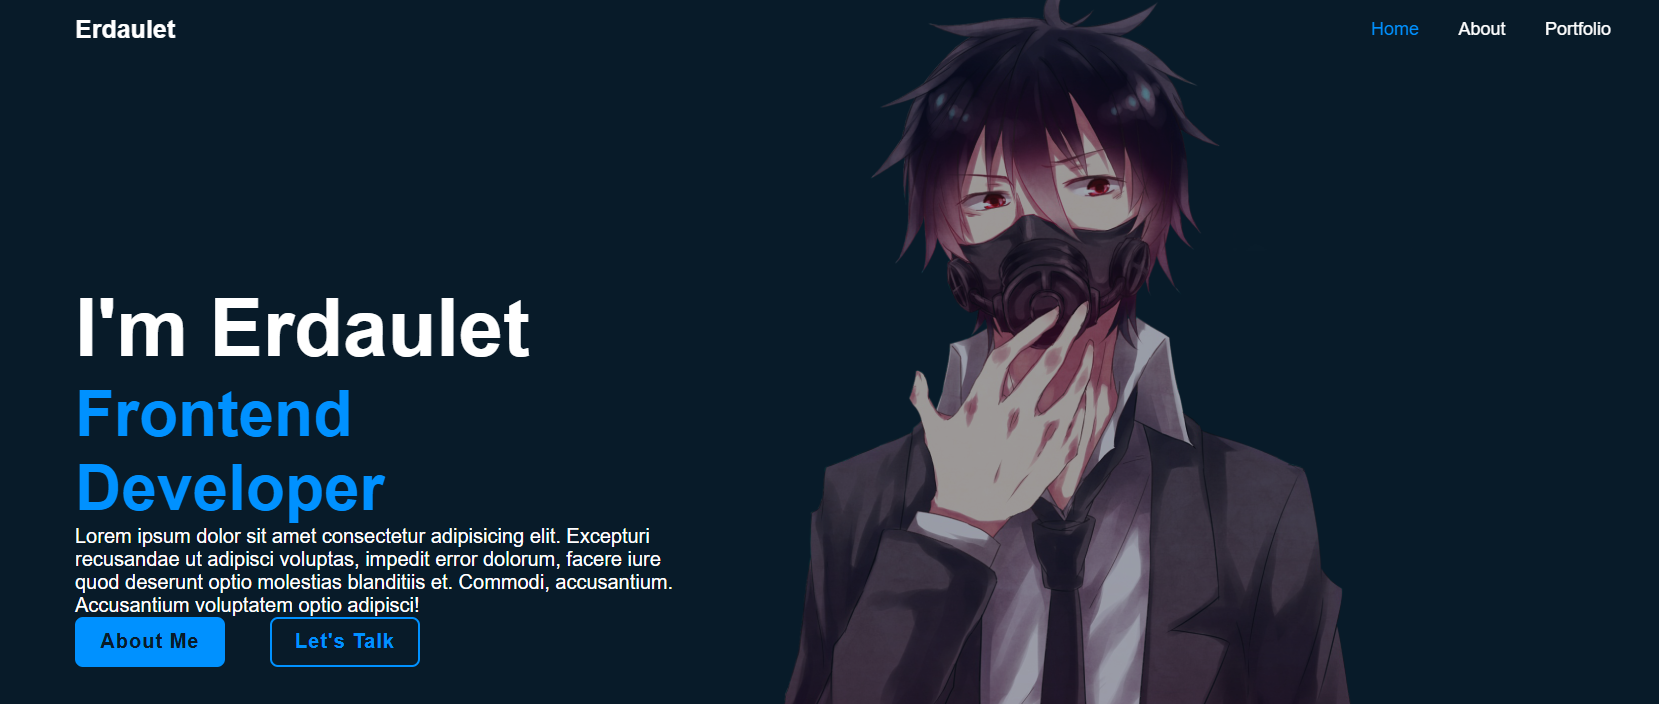 Erdaulet
Home About Portfolio
I'm Erdaulet
Frontend
Developer
Lorem ipsum dolor sit amet consectetur adipisicing elit. Excepturi
recusandae ut adipisci voluptas, impedit error dolorum, facere iure
quod deserunt optio molestias blanditiis et. Commodi, accusantium.
Accusantium voluptatem optio adipisci!
About Me
Let's Talk